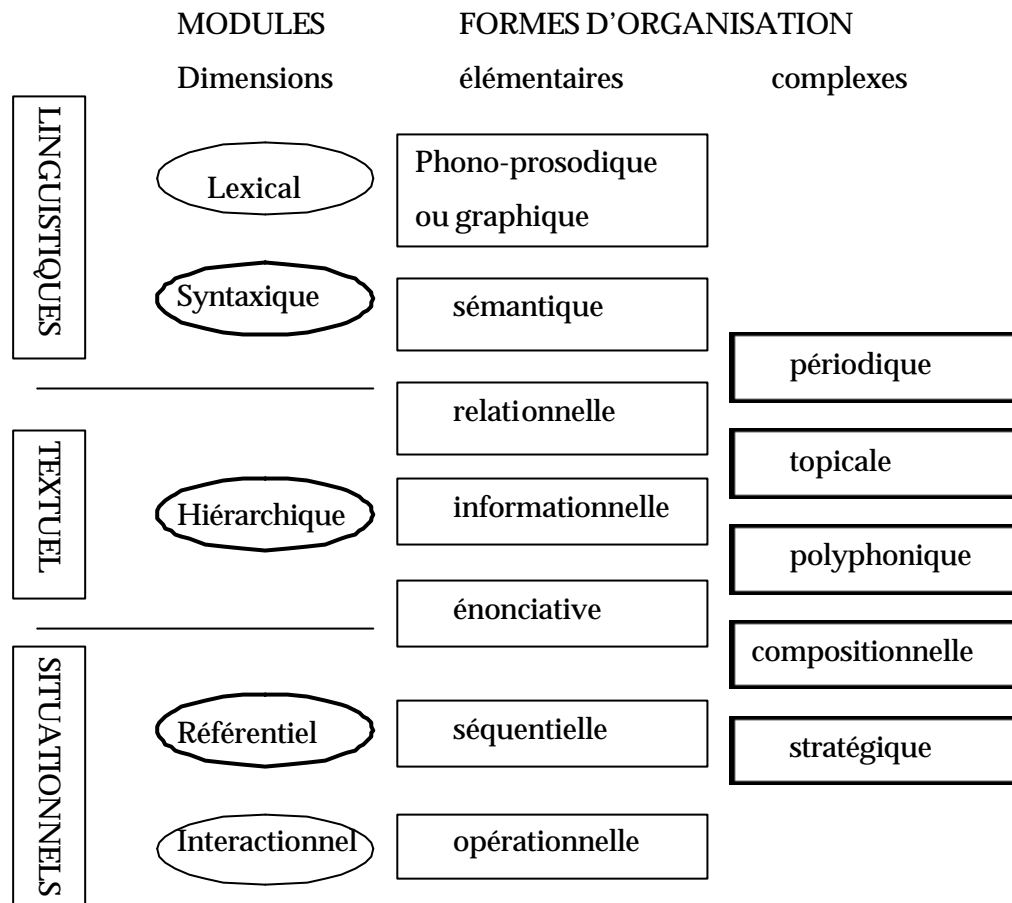 MODULES
FORMES D'ORGANISATION
Dimensions
élémentaires
complexes
LINGUISTIQUES
Lexical
Phono-prosodique
ou graphique
Syntaxique
sémantique
périodique
relationnelle
TEXTUEL
topicale
Hiérarchique
informationnelle
polyphonique
énonciative
compositionnelle
SITUATIONNELS
Référentiel
séquentielle
stratégique
Interactionnel
opérationnelle